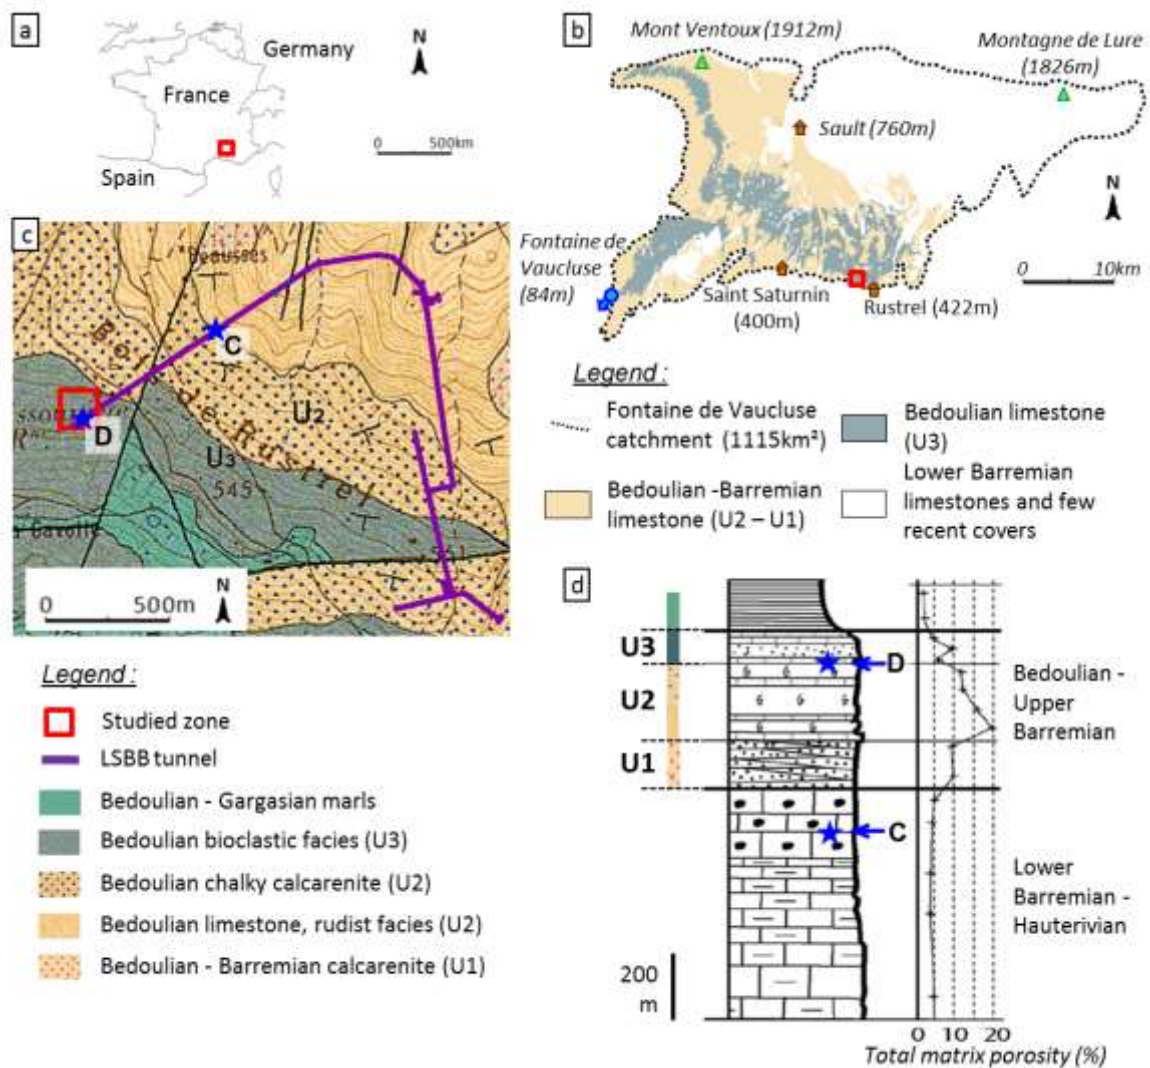 a
Germany
N
France
Spain
0 500km
b
Mont Ventoux (1912m)
Montagne de Lure
(1826m)
Sault (760m)
N
Fontaine de
Vaucluse
(84m)
Saint Saturnin
(400m)
Rustrel (422m)
0 10km
Legend :
Fontaine de Vaucluse
catchment (1115km²)
Bedoulian limestone
(U3)
Bedoulian -Barremian
limestone (U2 – U1)
Lower Barremian
limestones and few
recent covers
c
Beausses
C
D
Bois de Rustrel
U2
U3
545
0 500m
N
Legend :
Studied zone
LSBB tunnel
Bedoulian - Gargasian marls
Bedoulian bioclastic facies (U3)
Bedoulian chalky calcarenite (U2)
Bedoulian limestone, rudist facies (U2)
Bedoulian - Barremian calcarenite (U1)
d
U3
D
U2
U1
C
Bedoulian -
Upper
Barremian
Lower
Barremian -
Hauterivian
200
m
0 10 20
Total matrix porosity (%)